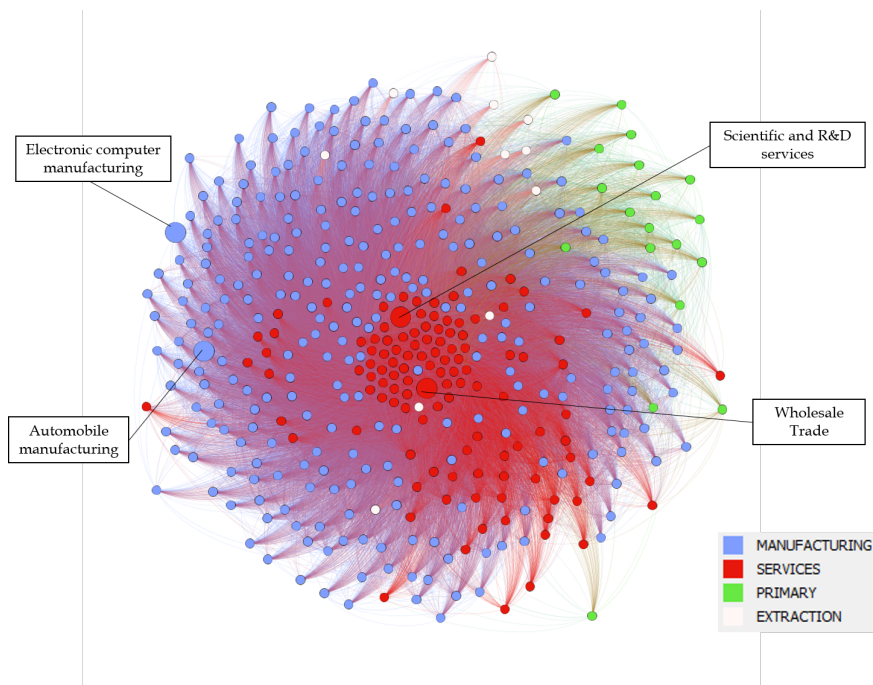 Electronic computer
manufacturing
Scientific and R&D
services
Automobile
manufacturing
Wholesale
Trade
MANUFACTURING
SERVICES
PRIMARY
EXTRACTION